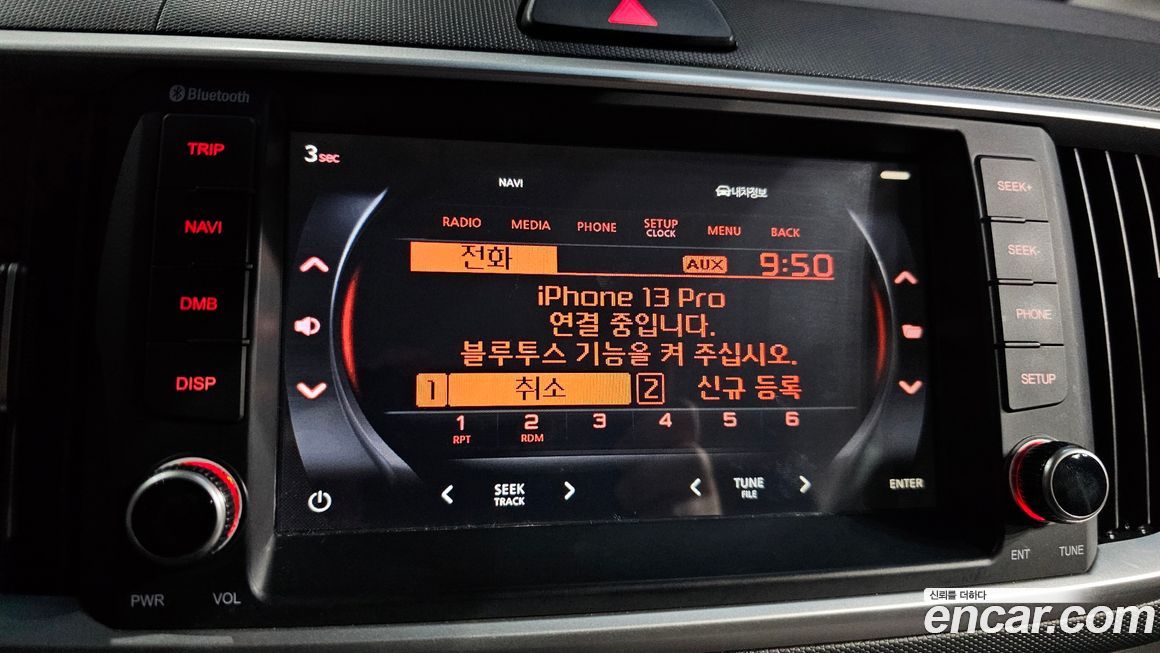 Bluetooth
TRIP
NAVI
DMB
DISP
PWR
VOL
3 sec
NAVI
내차정보
RADIO
MEDIA
PHONE
SETUP
CLOCK
MENU
BACK
전화
AUX
9:50
iPhone 13 Pro
연결 중입니다.
블루투스 기능을 켜 주십시오.
1 취소
2 신규 등록
1
RPT
2
RDM
3
4
5
6
SEEK
TRACK
TUNE
FILE
ENTER
SEEK+
SEEK-
PHONE
SETUP
ENT
TUNE
신뢰를 더하다
encar.com